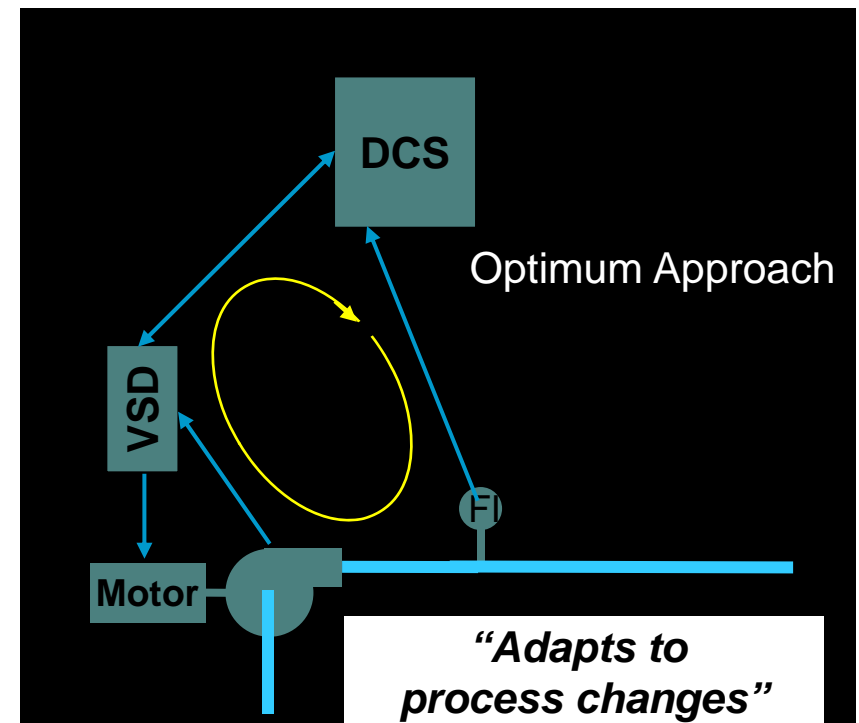 DCS
Optimum Approach
VSD
FI
Motor
“Adapts to
process changes”